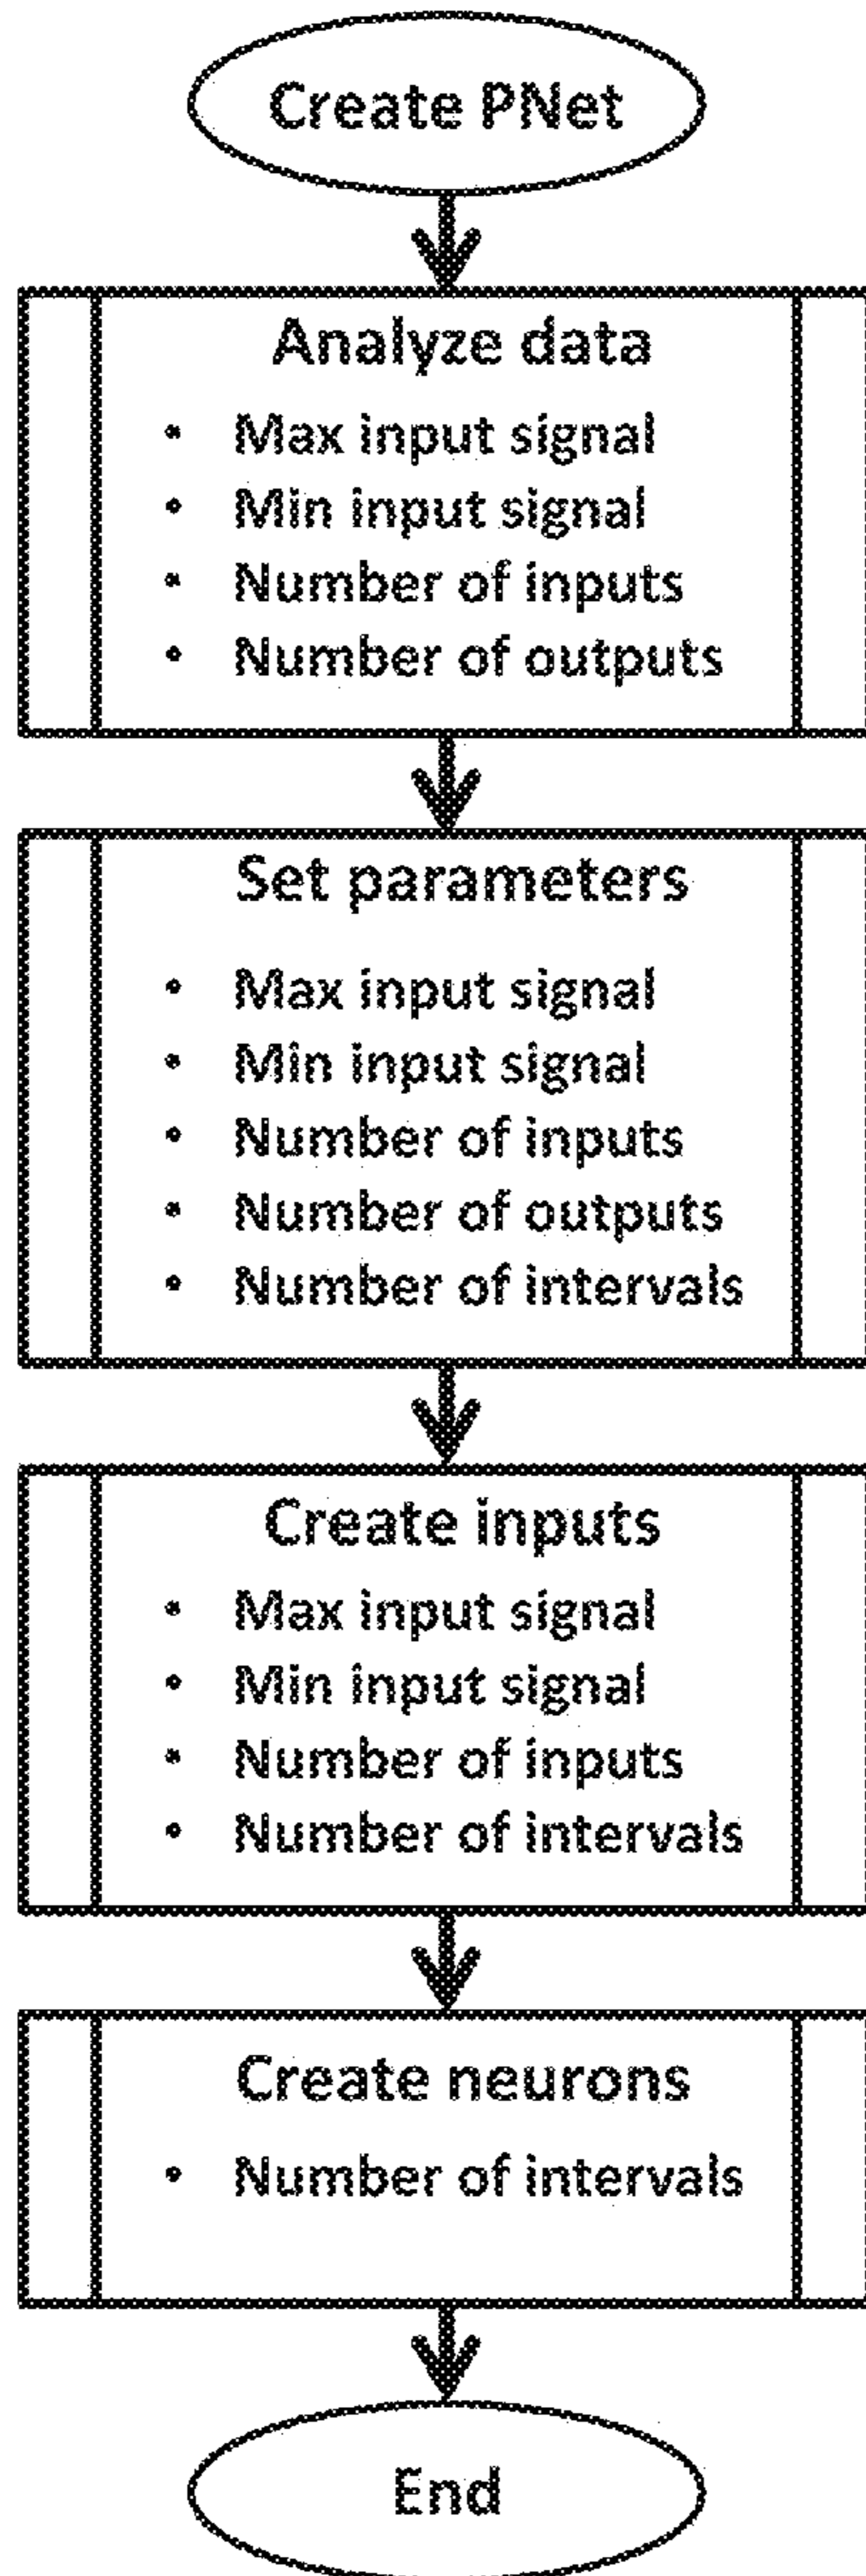 Create PNet
Analyze data
• Max input signal
• Min input signal
• Number of inputs
• Number of outputs
Set parameters
• Max input signal
• Min input signal
• Number of inputs
• Number of outputs
• Number of intervals
Create inputs
• Max input signal
• Min input signal
• Number of inputs
• Number of intervals
Create neurons
• Number of intervals
End